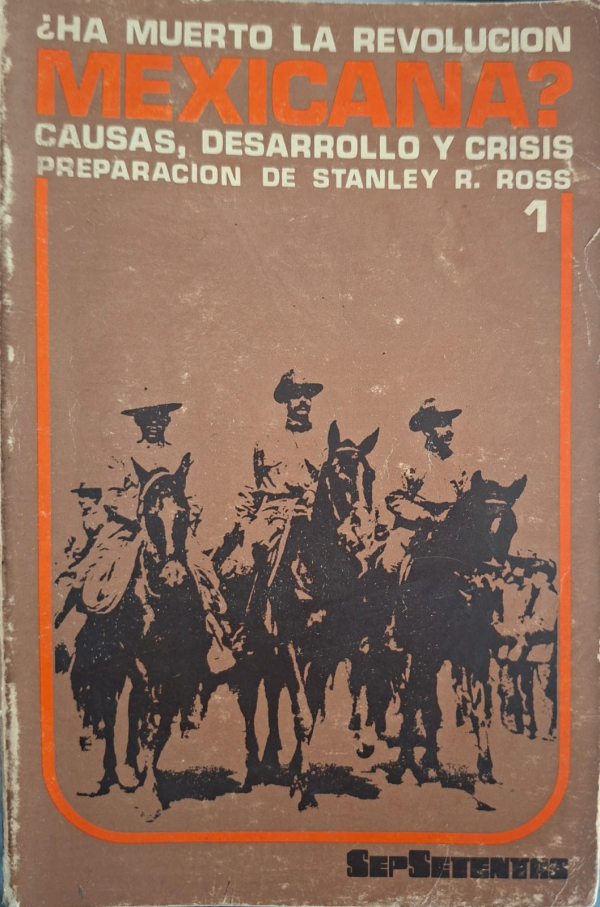 ¿HA MUERTO LA REVOLUCION
MEXICANA?
CAUSAS, DESARROLLO Y CRISIS
PREPARACION DE STANLEY R. ROSS
1
SEPSETENTAS